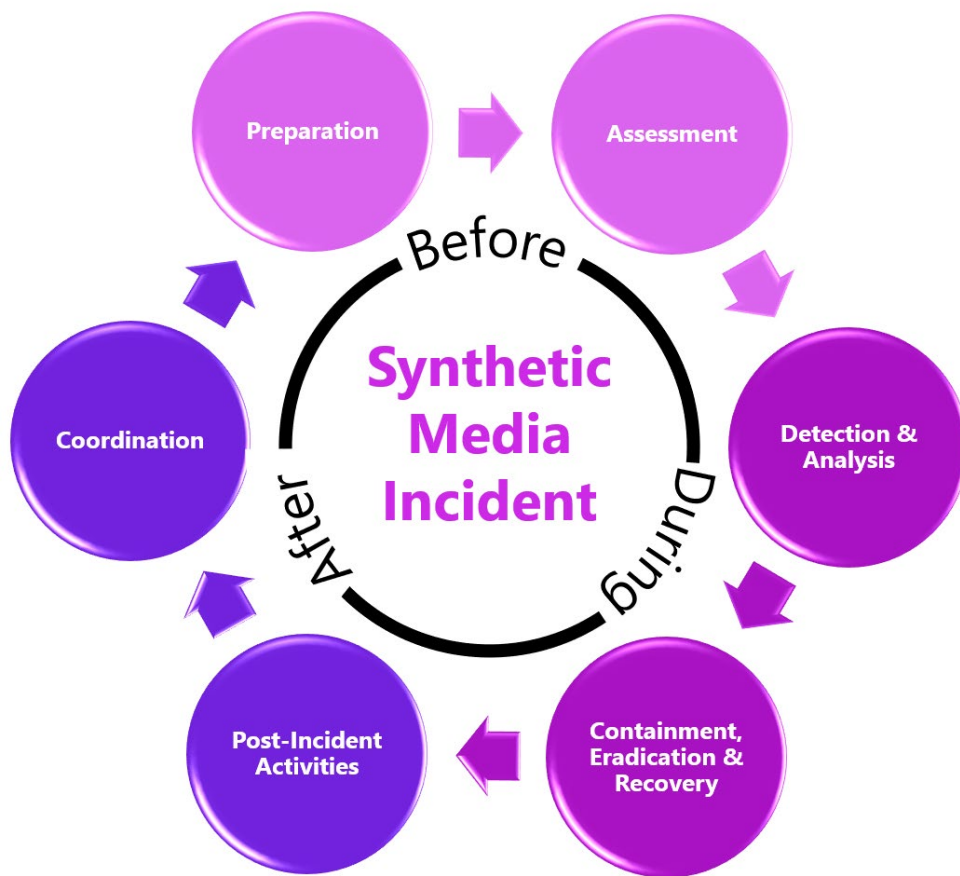 Preparation
Assessment
Before
Synthetic
Media
Incident
Detection &
Analysis
During
Containment,
Eradication &
Recovery
Post-Incident
Activities
After
Coordination